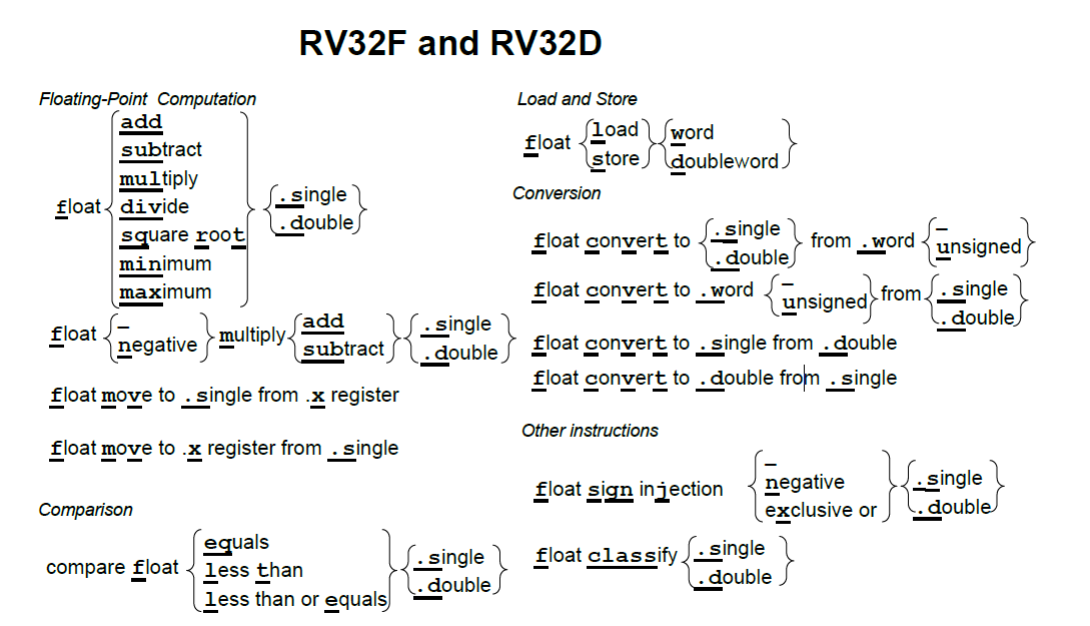 RV32F and RV32D
Floating-Point Computation
float
add
subtract
multiply
divide
square root
minimum
maximum
.single
.double
float
–
negative
multiply
add
subtract
.single
.double
float move to .single from .x register
float move to .x register from .single
Comparison
compare float
equals
less than
less than or equals
.single
.double
Load and Store
float
load
store
word
doubleword
Conversion
float convert to
.single
.double
from .word
–
unsigned
float convert to .word
–
unsigned
from
.single
.double
float convert to .single from .double
float convert to .double from .single
Other instructions
float sign injection
–
negative
exclusive or
.single
.double
float classify
.single
.double